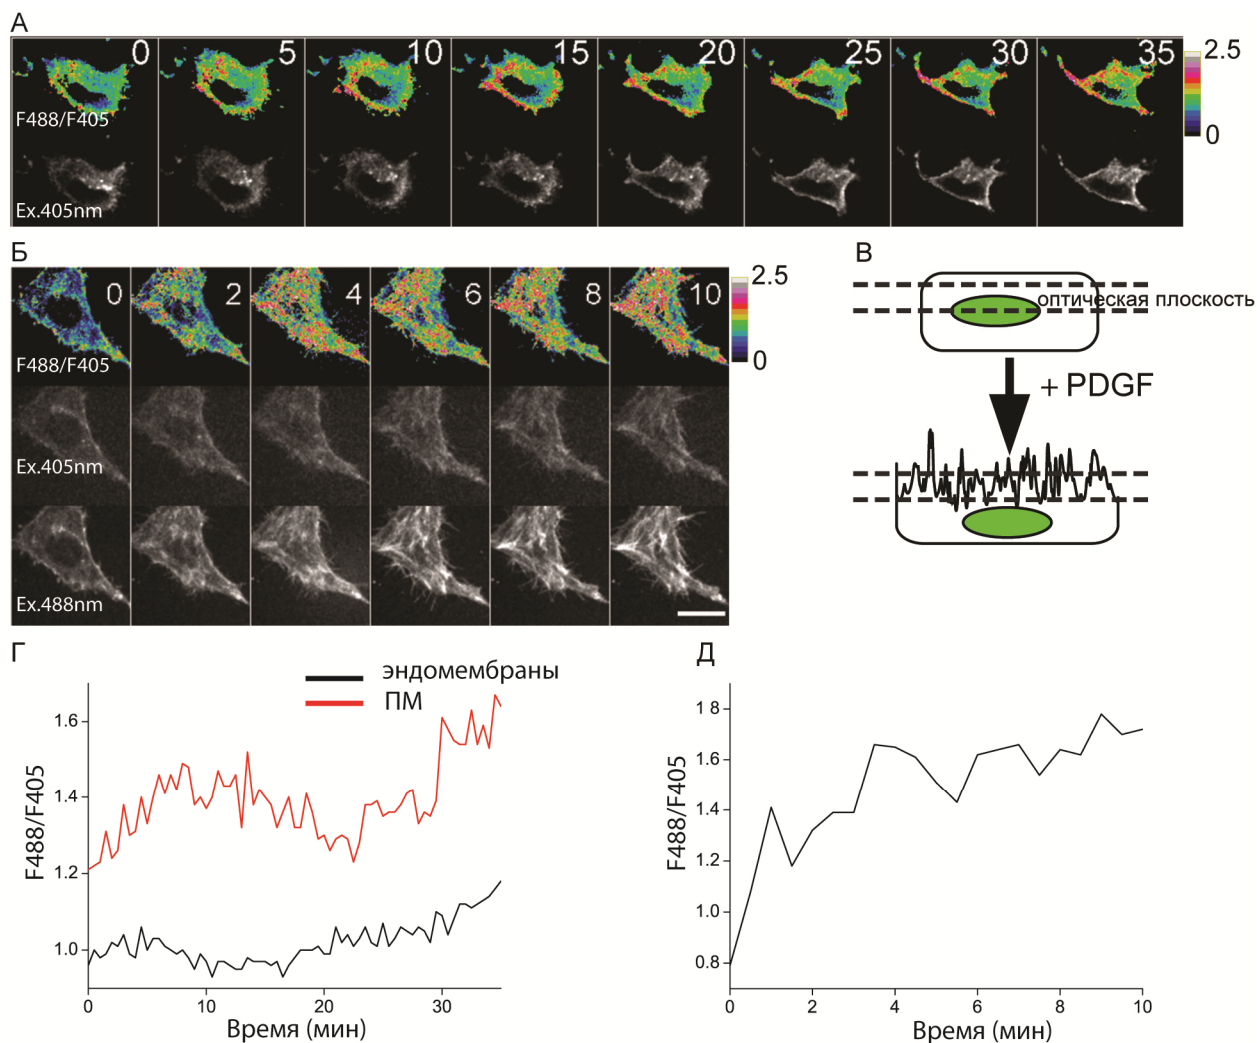 А
0 5 10 15 20 25 30 35
2.5
F488/F405
0
Ex.405nm
Б
0 2 4 6 8 10
2.5
F488/F405
0
Ex.405nm
Ex.488nm
В
оптическая плоскость
+ PDGF
Г
эндомембраны
ПМ
1.6
1.4
1.2
1.0
F488/F405
0 10 20 30
Время (мин)
Д
1 8
1.6
1.4
1.2
1.0
0.8
F488/F405
0 2 4 6 8 10
Время (мин)